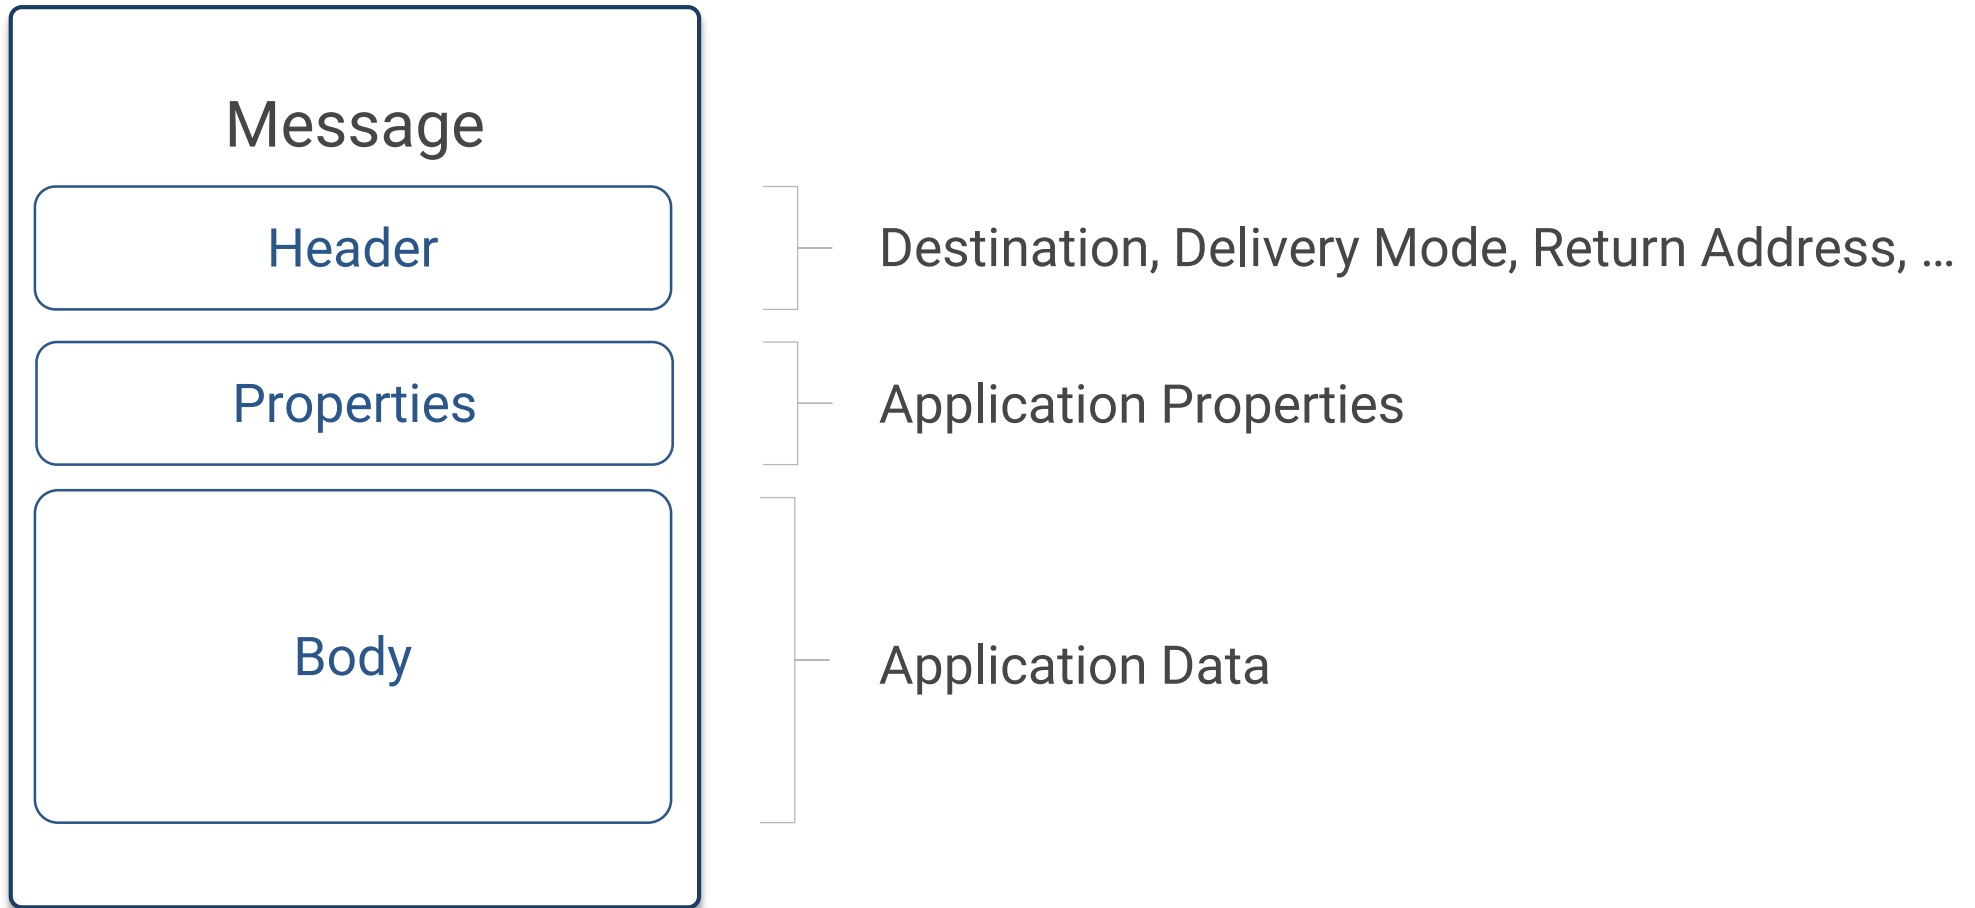 Message
Header
Destination, Delivery Mode, Return Address, ...
Properties
Application Properties
Body
Application Data